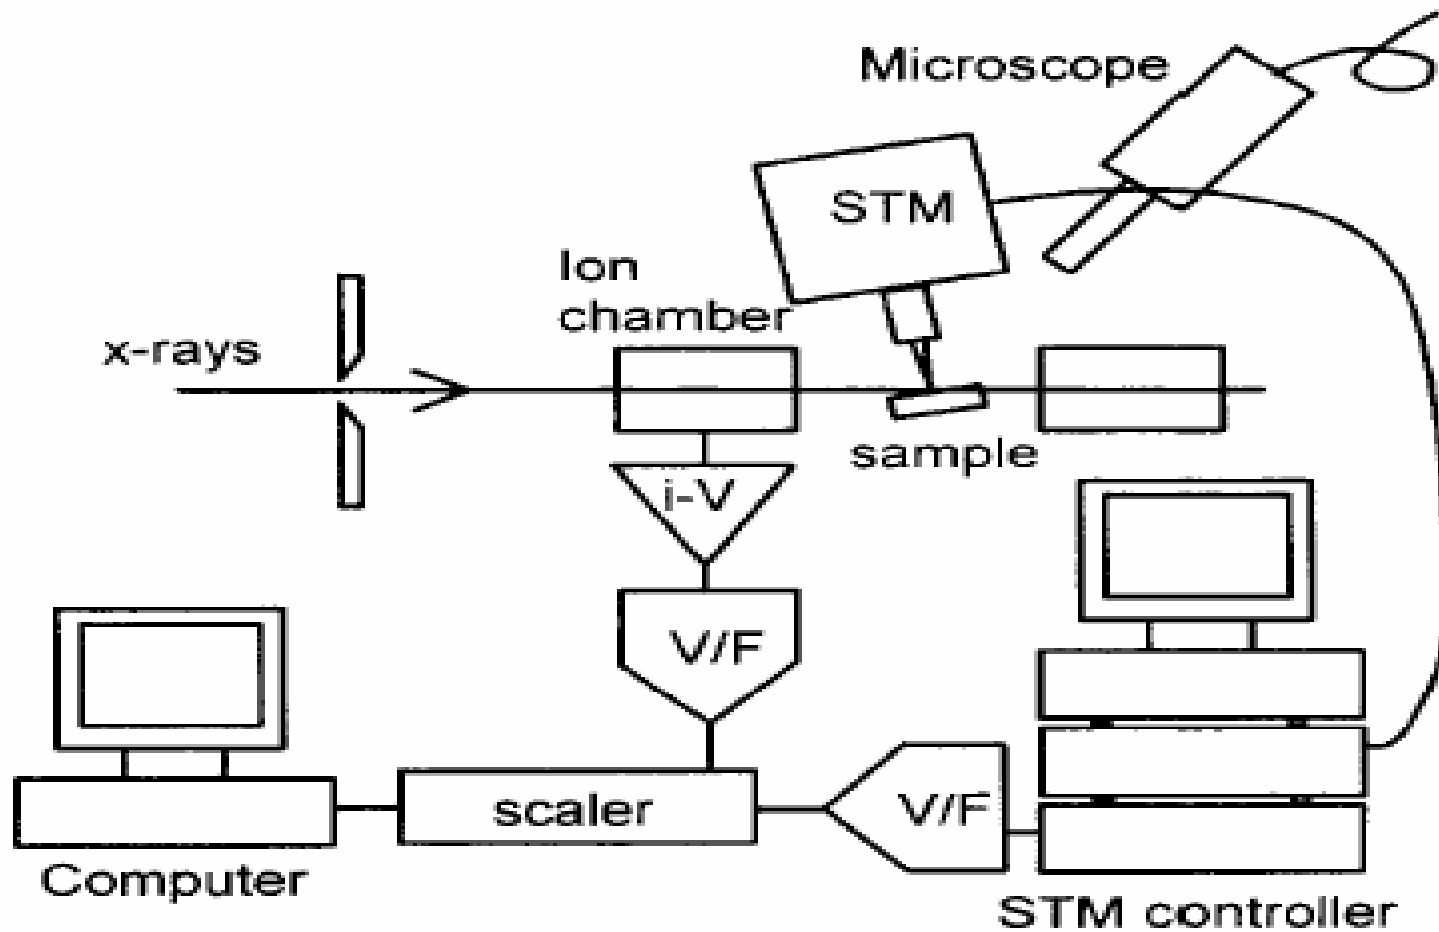 Microscope
STM
Ion
chamber
x-rays
sample
i-V
V/F
scaler
V/F
Computer
STM controller